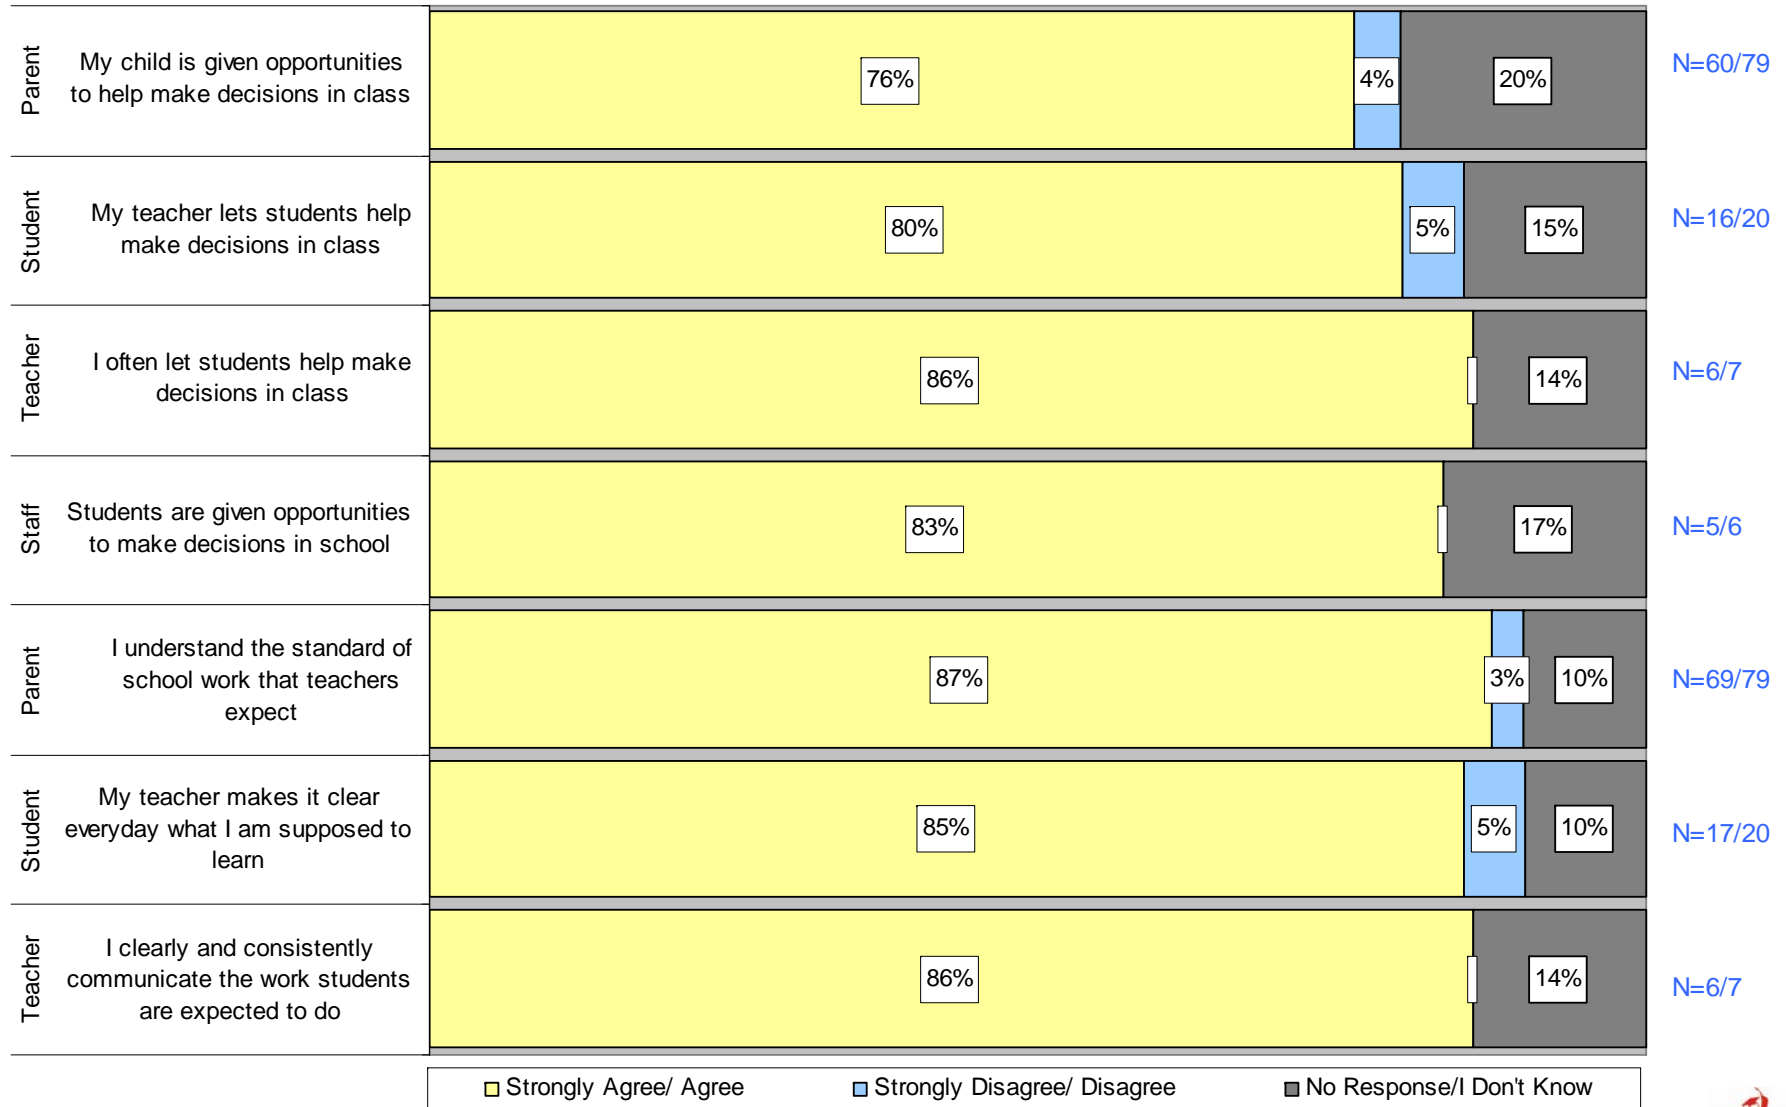 Parent
My child is given opportunities
to help make decisions in class
76%
4%
20%
N=60/79
Student
My teacher lets students help
make decisions in class
80%
5%
15%
N=16/20
Teacher
I often let students help make
decisions in class
86%
14%
N=6/7
Staff
Students are given opportunities
to make decisions in school
83%
17%
N=5/6
Parent
I understand the standard of
school work that teachers
expect
87%
3%
10%
N=69/79
Student
My teacher makes it clear
everyday what I am supposed to
learn
85%
5%
10%
N=17/20
Teacher
I clearly and consistently
communicate the work students
are expected to do
86%
14%
N=6/7
Strongly Agree/ Agree
Strongly Disagree/ Disagree
No Response/I Don't Know